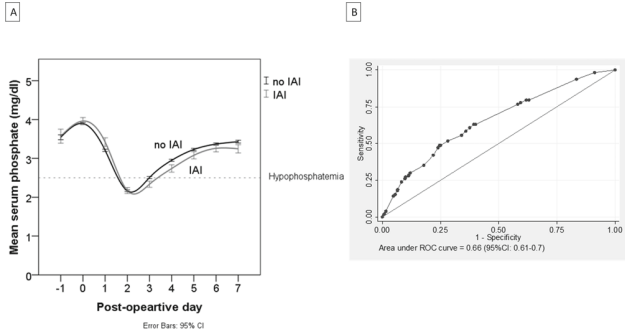 A
Mean serum phosphate (mg/dl)
5
4
3
2
1
0
no IAI
IAI
no IAI
IAI
Hypophosphatemia
-1 0 1 2 3 4 5 6 7
Post-opeartive day
Error Bars: 95% CI
B
Sensitivity
1.00
0.75
0.50
0.25
0.00
0.00 0.25 0.50 0.75 1.00
1 - Specificity
Area under ROC curve = 0.66 (95%CI: 0.61-0.7)